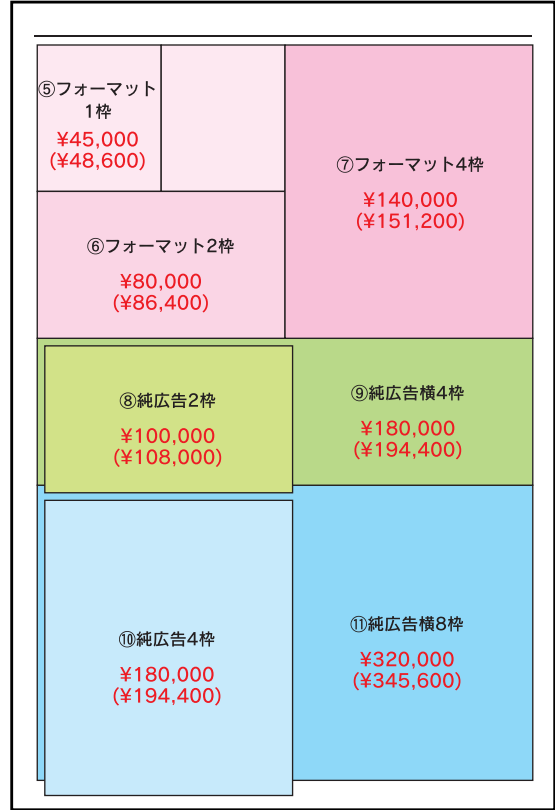 ⑤フォーマット
1枠
¥45,000
(¥48,600)
⑦フォーマット4枠
¥140,000
(¥151,200)
⑥フォーマット2枠
¥80,000
(¥86,400)
⑧純広告2枠
¥100,000
(¥108,000)
⑨純広告横4枠
¥180,000
(¥194,400)
⑩純広告4枠
¥180,000
(¥194,400)
⑪純広告横8枠
¥320,000
(¥345,600)